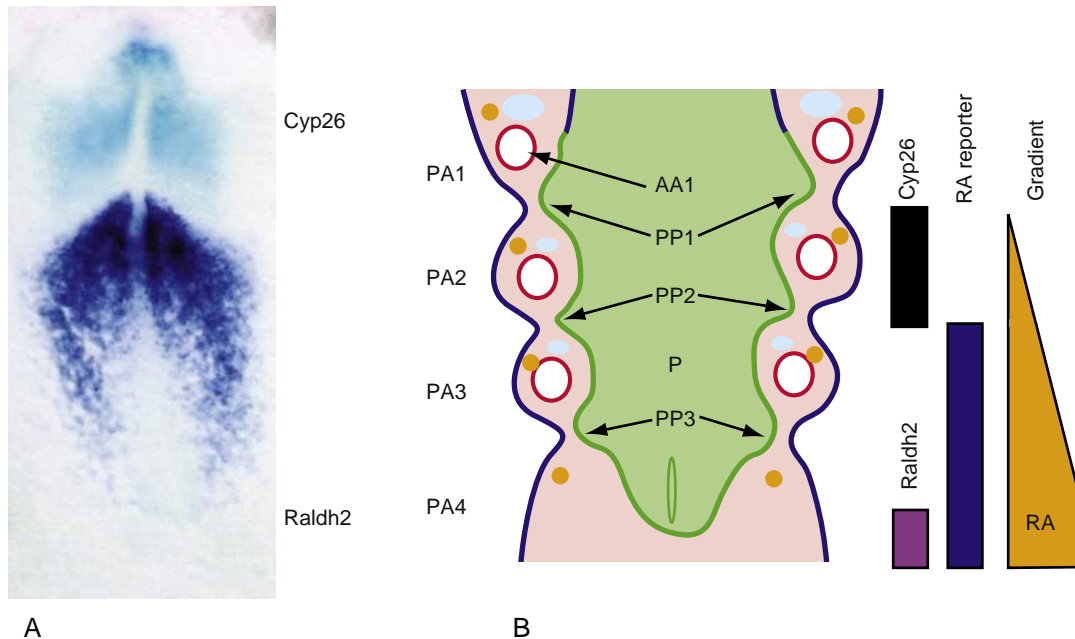 Cyp26
Raldh2
A
PA1
PA2
PA3
PA4
AA1
PP1
PP2
P
PP3
Cyp26
Raldh2
RA reporter
Gradient
RA
B